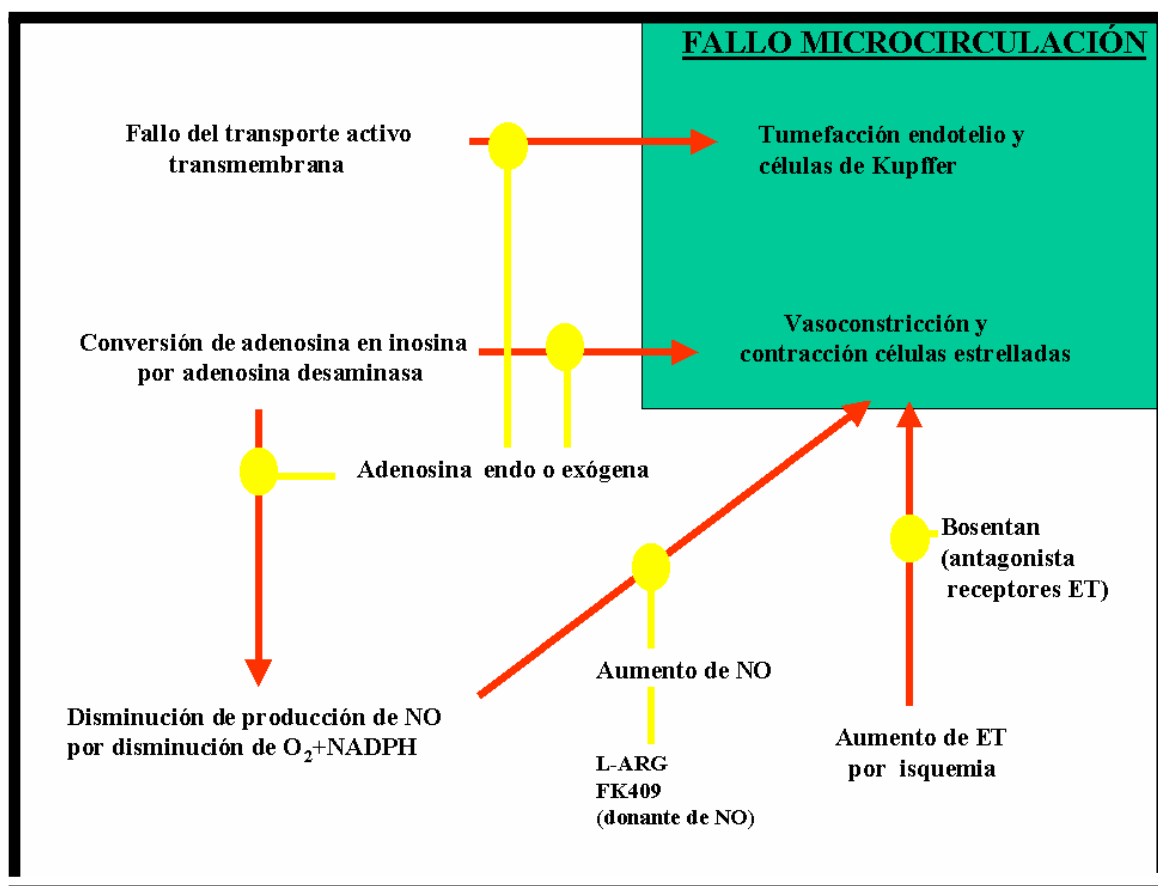 FALLO MICROCIRCULACIÓN
Fallo del transporte activo
transmembrana
Tumefacción endotelio y
células de Kupffer
Conversión de adenosina en inosina
por adenosina desaminasa
Vasoconstricción y
contracción células estrelladas
Adenosina endo o exógena
Bosentan
(antagonista
receptores ET)
Aumento de NO
Disminución de producción de NO
por disminución de O₂+NADPH
Aumento de ET
por isquemia
L-ARG
FK409
(donante de NO)